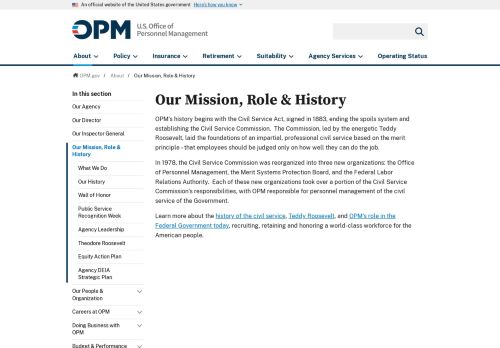 An official website of the United States government Here's how you know
OPM U.S. Office of
Personnel Management
About Policy Insurance Retirement Suitability Agency Services Operating Status
OPM.gov / About / Our Mission, Role & History
In this section
Our Agency
Our Director
Our Inspector General
Our Mission, Role &
History
What We Do
Our History
Wall of Honor
Public Service
Recognition Week
Agency Leadership
Theodore Roosevelt
Equity Action Plan
Agency DEIA
Strategic Plan
Our People &
Organization
Careers at OPM
Doing Business with
OPM
Budget & Performance
Our Mission, Role & History
OPM's history begins with the Civil Service Act, signed in 1883, ending the spoils system and
establishing the Civil Service Commission. The Commission, led by the energetic Teddy
Roosevelt, laid the foundations of an impartial, professional civil service based on the merit
principle - that employees should be judged only on how well they can do the job.
In 1978, the Civil Service Commission was reorganized into three new organizations: the Office
of Personnel Management, the Merit Systems Protection Board, and the Federal Labor
Relations Authority. Each of these new organizations took over a portion of the Civil Service
Commission's responsibilities, with OPM responsible for personnel management of the civil
service of the Government.
Learn more about the history of the civil service, Teddy Roosevelt, and OPM's role in the
Federal Government today, recruiting, retaining and honoring a world-class workforce for the
American people.